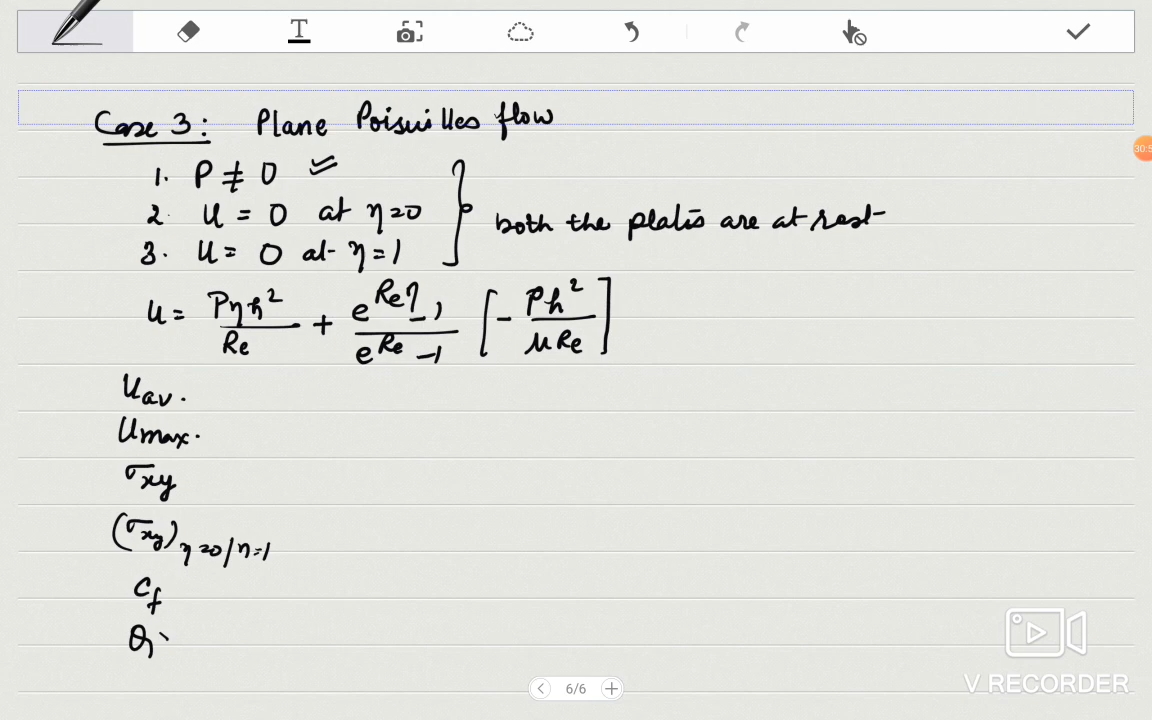 T
Case 3: Plane Poisuilles flow
30:5
1. P ≠ 0
2. u = 0 at η=0
3. u = 0 at η=1
both the plates are at rest
u = Pηh²/Re + (e^{Reη} - 1)/(e^{Re} - 1) [- Ph²/μRe]
u_av.
u_max.
σ_xy
(σ_xy)_{η=0/η=1}
C_f
Q
6/6
V RECORDER